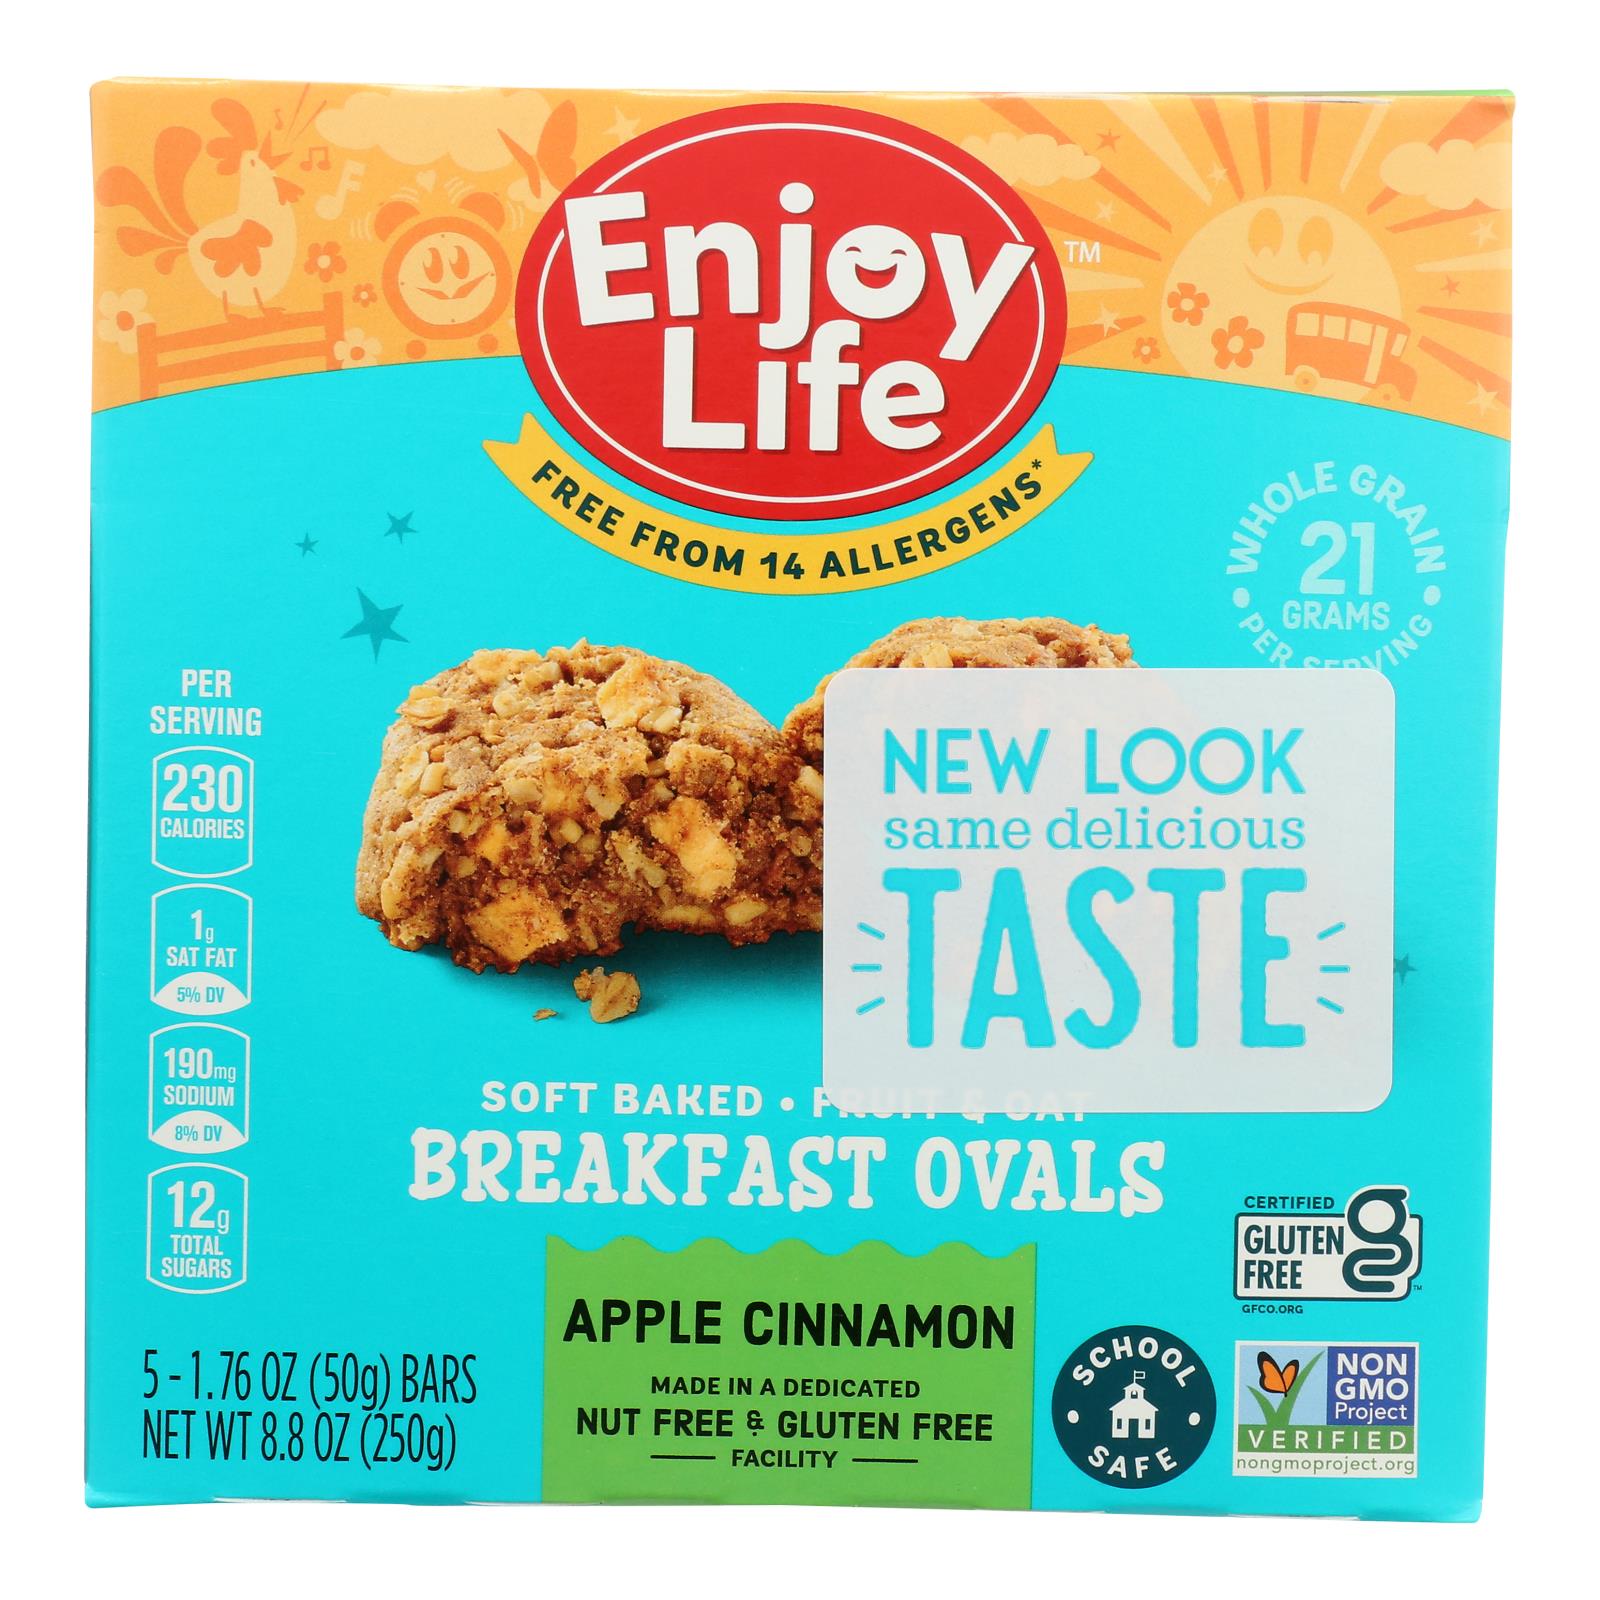 Enjoy
Life
TM
FREE FROM 14 ALLERGENS*
WHOLE GRAIN
21
GRAMS
PER SERVING
PER
SERVING
230
CALORIES
1g
SAT FAT
5% DV
190mg
SODIUM
8% DV
12g
TOTAL
SUGARS
NEW LOOK
same delicious
TASTE
SOFT BAKED • FRUIT & OAT
BREAKFAST OVALS
APPLE CINNAMON
MADE IN A DEDICATED
NUT FREE & GLUTEN FREE
FACILITY
5 - 1.76 OZ (50g) BARS
NET WT 8.8 OZ (250g)
CERTIFIED
GLUTEN
FREE
g
TM
GFCO.ORG
SCHOOL
SAFE
NON
GMO
Project
VERIFIED
nongmoproject.org